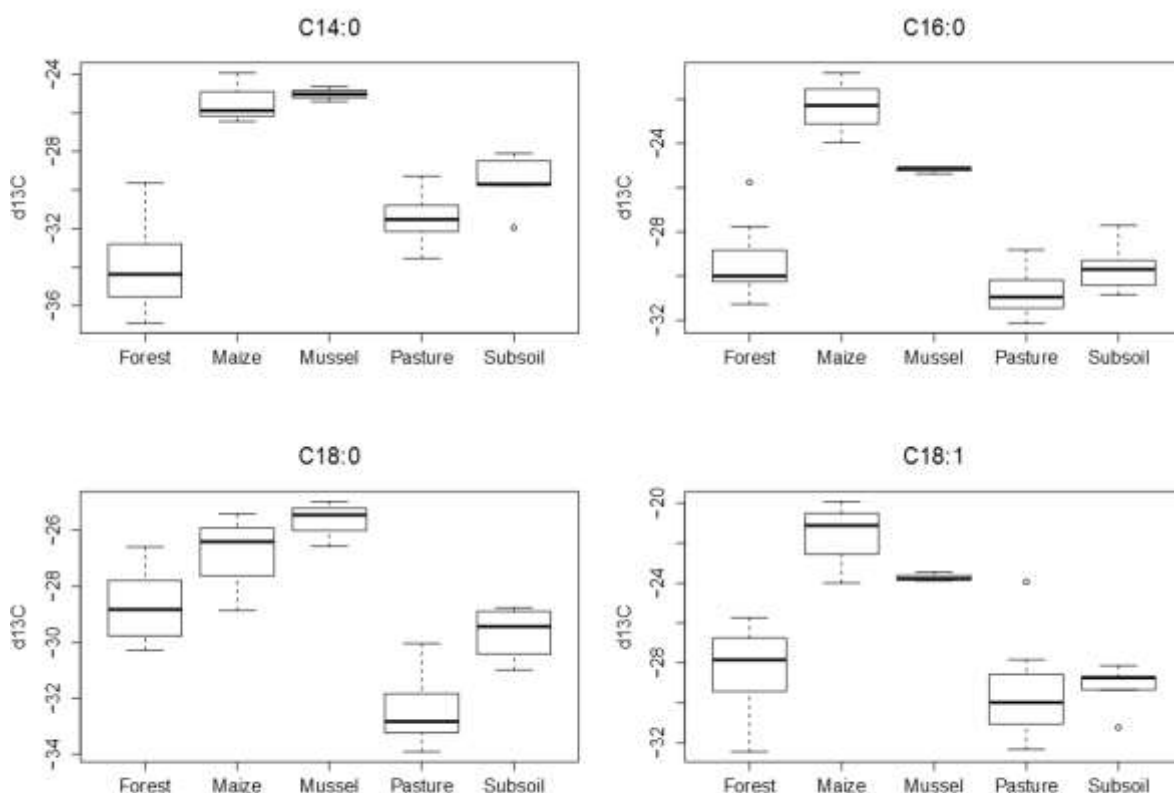 C14:0
d13C
-24
-28
-32
-36
Forest Maize Mussel Pasture Subsoil
C16:0
d13C
-24
-28
-32
Forest Maize Mussel Pasture Subsoil
C18:0
d13C
-26
-28
-30
-32
-34
Forest Maize Mussel Pasture Subsoil
C18:1
d13C
-20
-24
-28
-32
Forest Maize Mussel Pasture Subsoil